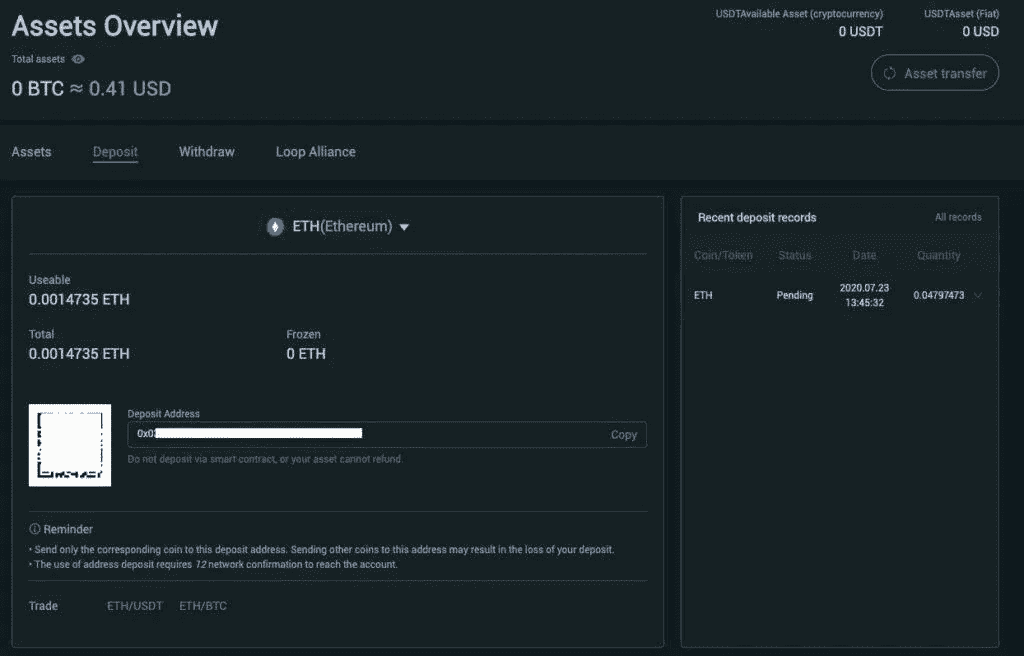 Assets Overview
USDTAvailable Asset (cryptocurrency)
0 USDT
USDTAsset (Fiat)
0 USD
Total assets
0 BTC ≈ 0.41 USD
Asset transfer
Assets
Deposit
Withdraw
Loop Alliance
ETH(Ethereum)
Useable
0.0014735 ETH
Total
0.0014735 ETH
Frozen
0 ETH
Deposit Address
0x0
Copy
Do not deposit via smart contract, or your asset cannot refund.
Reminder
• Send only the corresponding coin to this deposit address. Sending other coins to this address may result in the loss of your deposit.
• The use of address deposit requires 12 network confirmation to reach the account.
Trade
ETH/USDT
ETH/BTC
Recent deposit records
All records
Coin/Token Status Date Quantity
ETH Pending 2020.07.23 0.04797473
13:45:32